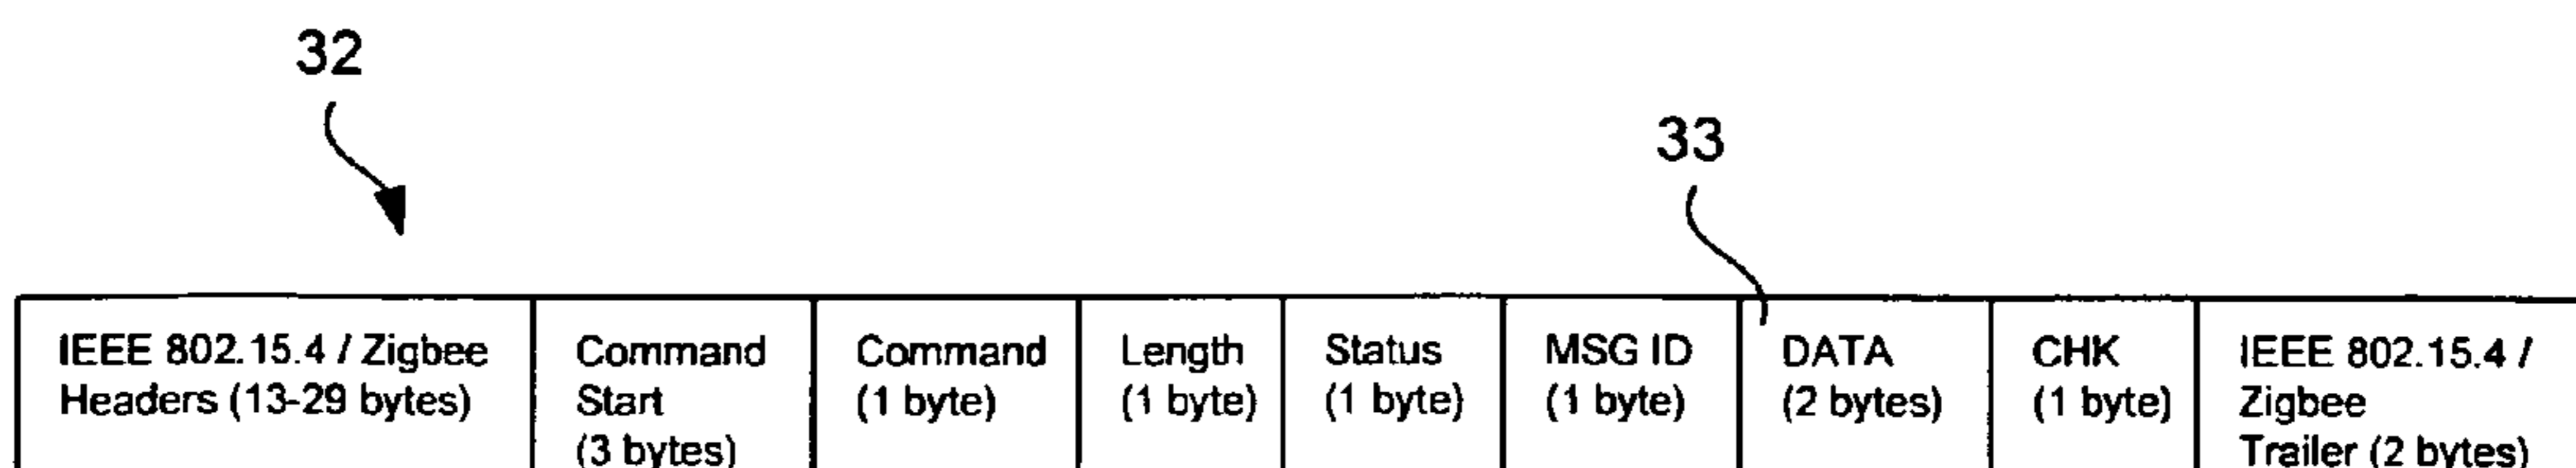 32
33
IEEE 802.15.4 / Zigbee
Headers (13-29 bytes)
Command
Start
(3 bytes)
Command
(1 byte)
Length
(1 byte)
Status
(1 byte)
MSG ID
(1 byte)
DATA
(2 bytes)
CHK
(1 byte)
IEEE 802.15.4 /
Zigbee
Trailer (2 bytes)